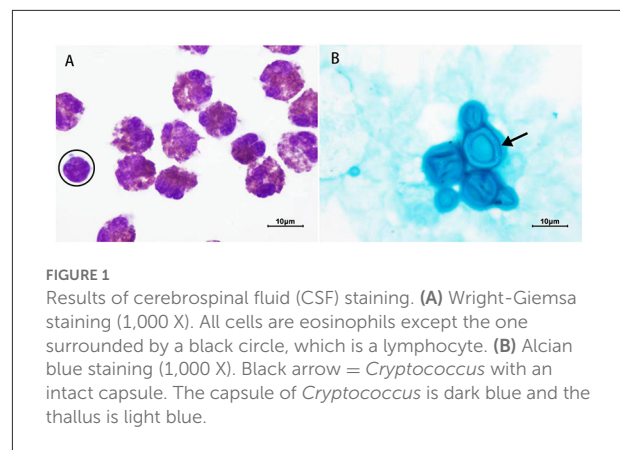 A
B
10μm
10μm
FIGURE 1
Results of cerebrospinal fluid (CSF) staining. (A) Wright-Giemsa
staining (1,000 X). All cells are eosinophils except the one
surrounded by a black circle, which is a lymphocyte. (B) Alcian
blue staining (1,000 X). Black arrow = Cryptococcus with an
intact capsule. The capsule of Cryptococcus is dark blue and the
thallus is light blue.